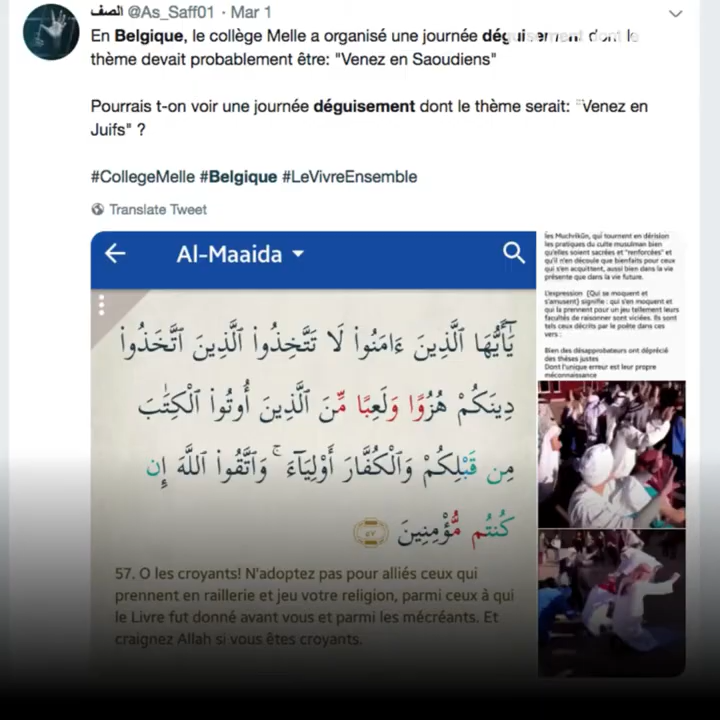 الصف @As_Saff01 · Mar 1
En Belgique, le collège Melle a organisé une journée déguisement dont le
thème devait probablement être: "Venez en Saoudiens"
Pourrais t-on voir une journée déguisement dont le thème serait: "Venez en
Juifs" ?
#CollegeMelle #Belgique #LeVivreEnsemble
Translate Tweet
Al-Maaida
يَٰٓأَيُّهَا ٱلَّذِينَ ءَامَنُوا۟ لَا تَتَّخِذُوا۟ ٱلَّذِينَ ٱتَّخَذُوا۟
دِينَكُمْ هُزُوًا وَلَعِبًا مِّنَ ٱلَّذِينَ أُوتُوا۟ ٱلْكِتَٰبَ
مِن قَبْلِكُمْ وَٱلْكُفَّارَ أَوْلِيَآءَ ۚ وَٱتَّقُوا۟ ٱللَّهَ إِن
كُنتُم مُّؤْمِنِينَ ٥٧
57. O les croyants! N'adoptez pas pour alliés ceux qui
prennent en raillerie et jeu votre religion, parmi ceux à qui
le Livre fut donné avant vous et parmi les mécréants. Et
craignez Allah si vous êtes croyants.
les Muchrikûn, qui tournent en dérision
les pratiques du culte musulman bien
qu'elles soient sacrées et "renforcées" et
qu'il n'en découle que bienfaits pour ceux
qui s'en acquittent, aussi bien dans la vie
présente que dans la vie future.
L'expression (Qui se moquent et
s'amusent) signifie : qui s'en moquent et
qui la prennent pour un jeu tellement leurs
facultés de raisonner sont viciées. Ils sont
tels ceux décrits par le poète dans ces
vers :
Bien des désapprobateurs ont déprécié
des thèses justes
Dont l'unique erreur est leur propre
méconnaissance